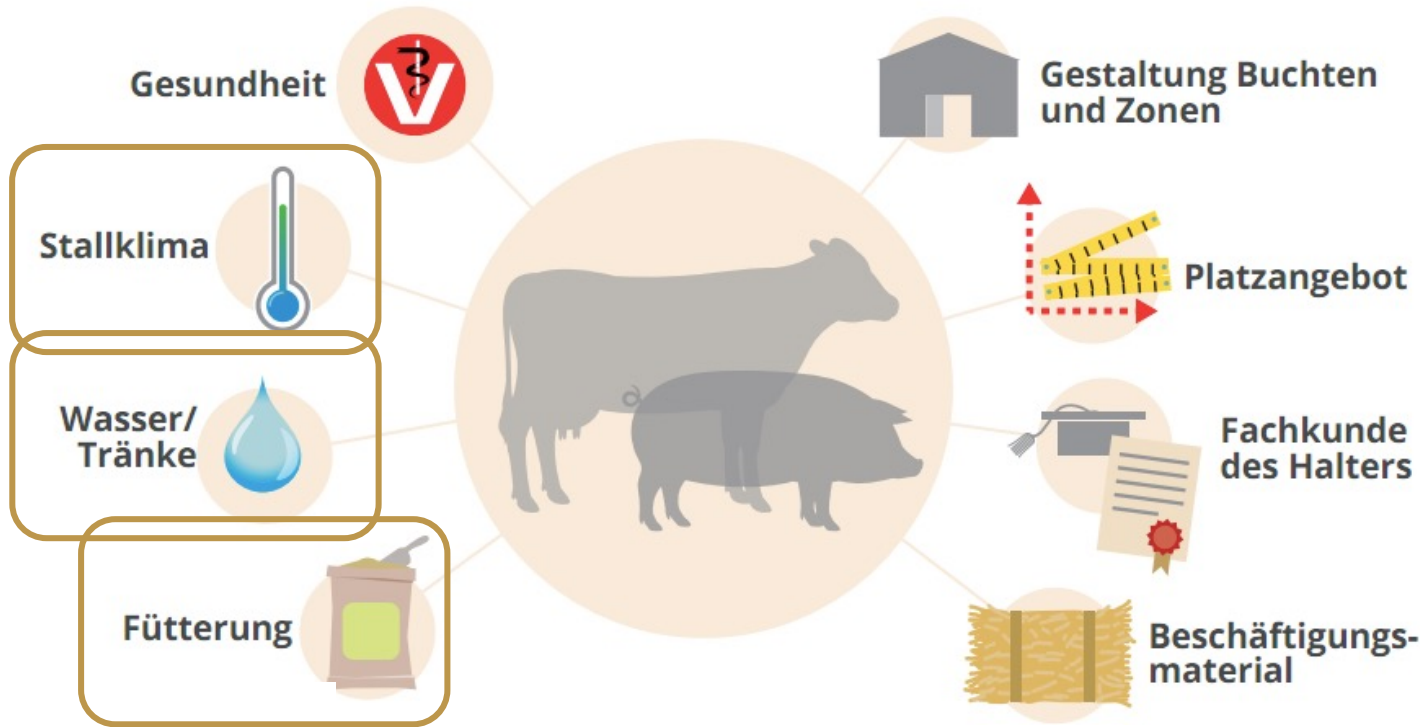 Gesundheit
V
Stallklima
Wasser/
Tränke
Fütterung
Gestaltung Buchten
und Zonen
Platzangebot
Fachkunde
des Halters
Beschäftigungs-
material